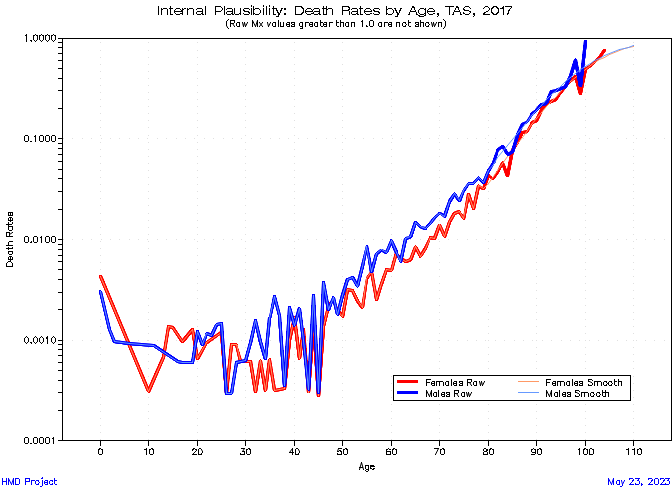 Internal Plausibility: Death Rates by Age, TAS, 2017
(Raw Mx values greater than 1.0 are not shown)
Death Rates
1.0000
0.1000
0.0100
0.0010
0.0001
Females Raw
Females Smooth
Males Raw
Males Smooth
0 10 20 30 40 50 60 70 80 90 100 110
Age
HMD Project
May 23, 2023